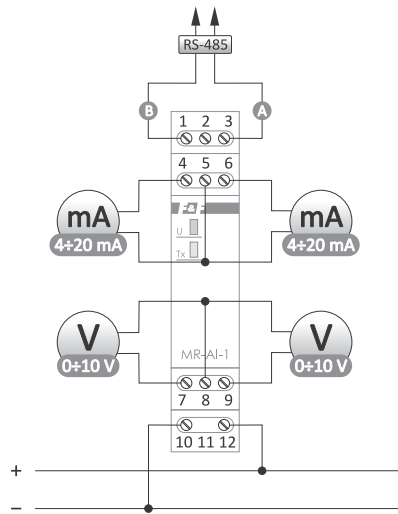 RS-485
B A
1 2 3
4 5 6
F&F
mA mA
U
4÷20 mA 4÷20 mA
Tx
V V
MR-AI-1
0÷10 V 0÷10 V
7 8 9
10 11 12
+
−